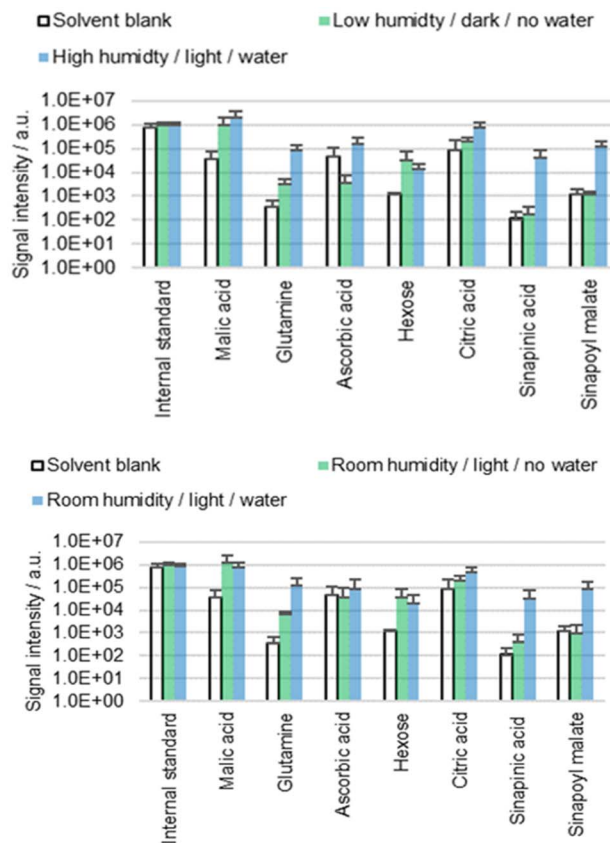 Solvent blank Low humidity / dark / no water
High humidty / light / water
Signal intensity / a.u.
1.0E+07
1.0E+06
1.0E+05
1.0E+04
1.0E+03
1.0E+02
1.0E+01
1.0E+00
Internal standard
Malic acid
Glutamine
Ascorbic acid
Hexose
Citric acid
Sinapinic acid
Sinapoyl malate
Solvent blank Room humidity / light / no water
Room humidity / light / water
Signal intensity / a.u.
1.0E+07
1.0E+06
1.0E+05
1.0E+04
1.0E+03
1.0E+02
1.0E+01
1.0E+00
Internal standard
Malic acid
Glutamine
Ascorbic acid
Hexose
Citric acid
Sinapinic acid
Sinapoyl malate